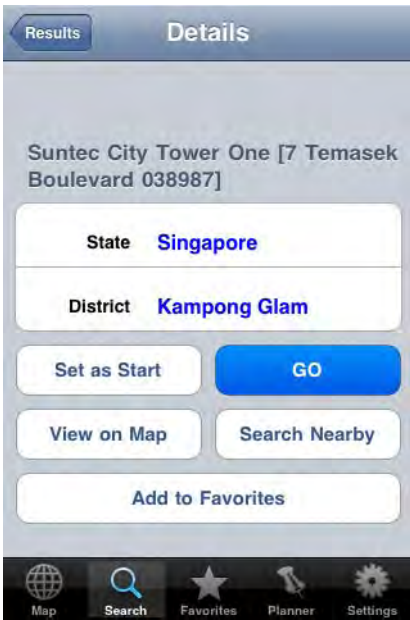 Results Details
Suntec City Tower One [7 Temasek
Boulevard 038987]
State Singapore
District Kampong Glam
Set as Start GO
View on Map Search Nearby
Add to Favorites
Map Search Favorites Planner Settings